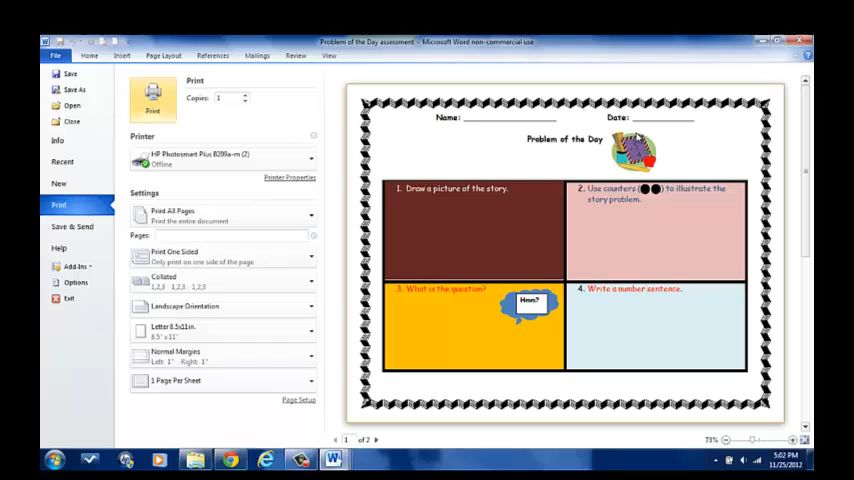 Problem of the Day assessment - Microsoft Word non-commercial use
File Home Insert Page Layout References Mailings Review View
Save
Save As
Open
Close
Info
Recent
New
Print
Save & Send
Help
Add-Ins
Options
Exit
Print
Print
Copies: 1
Printer
HP Photosmart Plus B209a-m (2)
Offline
Printer Properties
Settings
Print All Pages
Print the entire document
Pages:
Print One Sided
Only print on one side of the page
Collated
1,2,3 1,2,3 1,2,3
Landscape Orientation
Letter 8.5x11in.
8.5" x 11"
Normal Margins
Left: 1" Right: 1"
1 Page Per Sheet
Page Setup
Name: Date:
Problem of the Day
1. Draw a picture of the story.
2. Use counters ( ) to illustrate the
story problem.
3. What is the question?
Hmm?
4. Write a number sentence.
1 of 2
73%
5:02 PM
11/25/2012